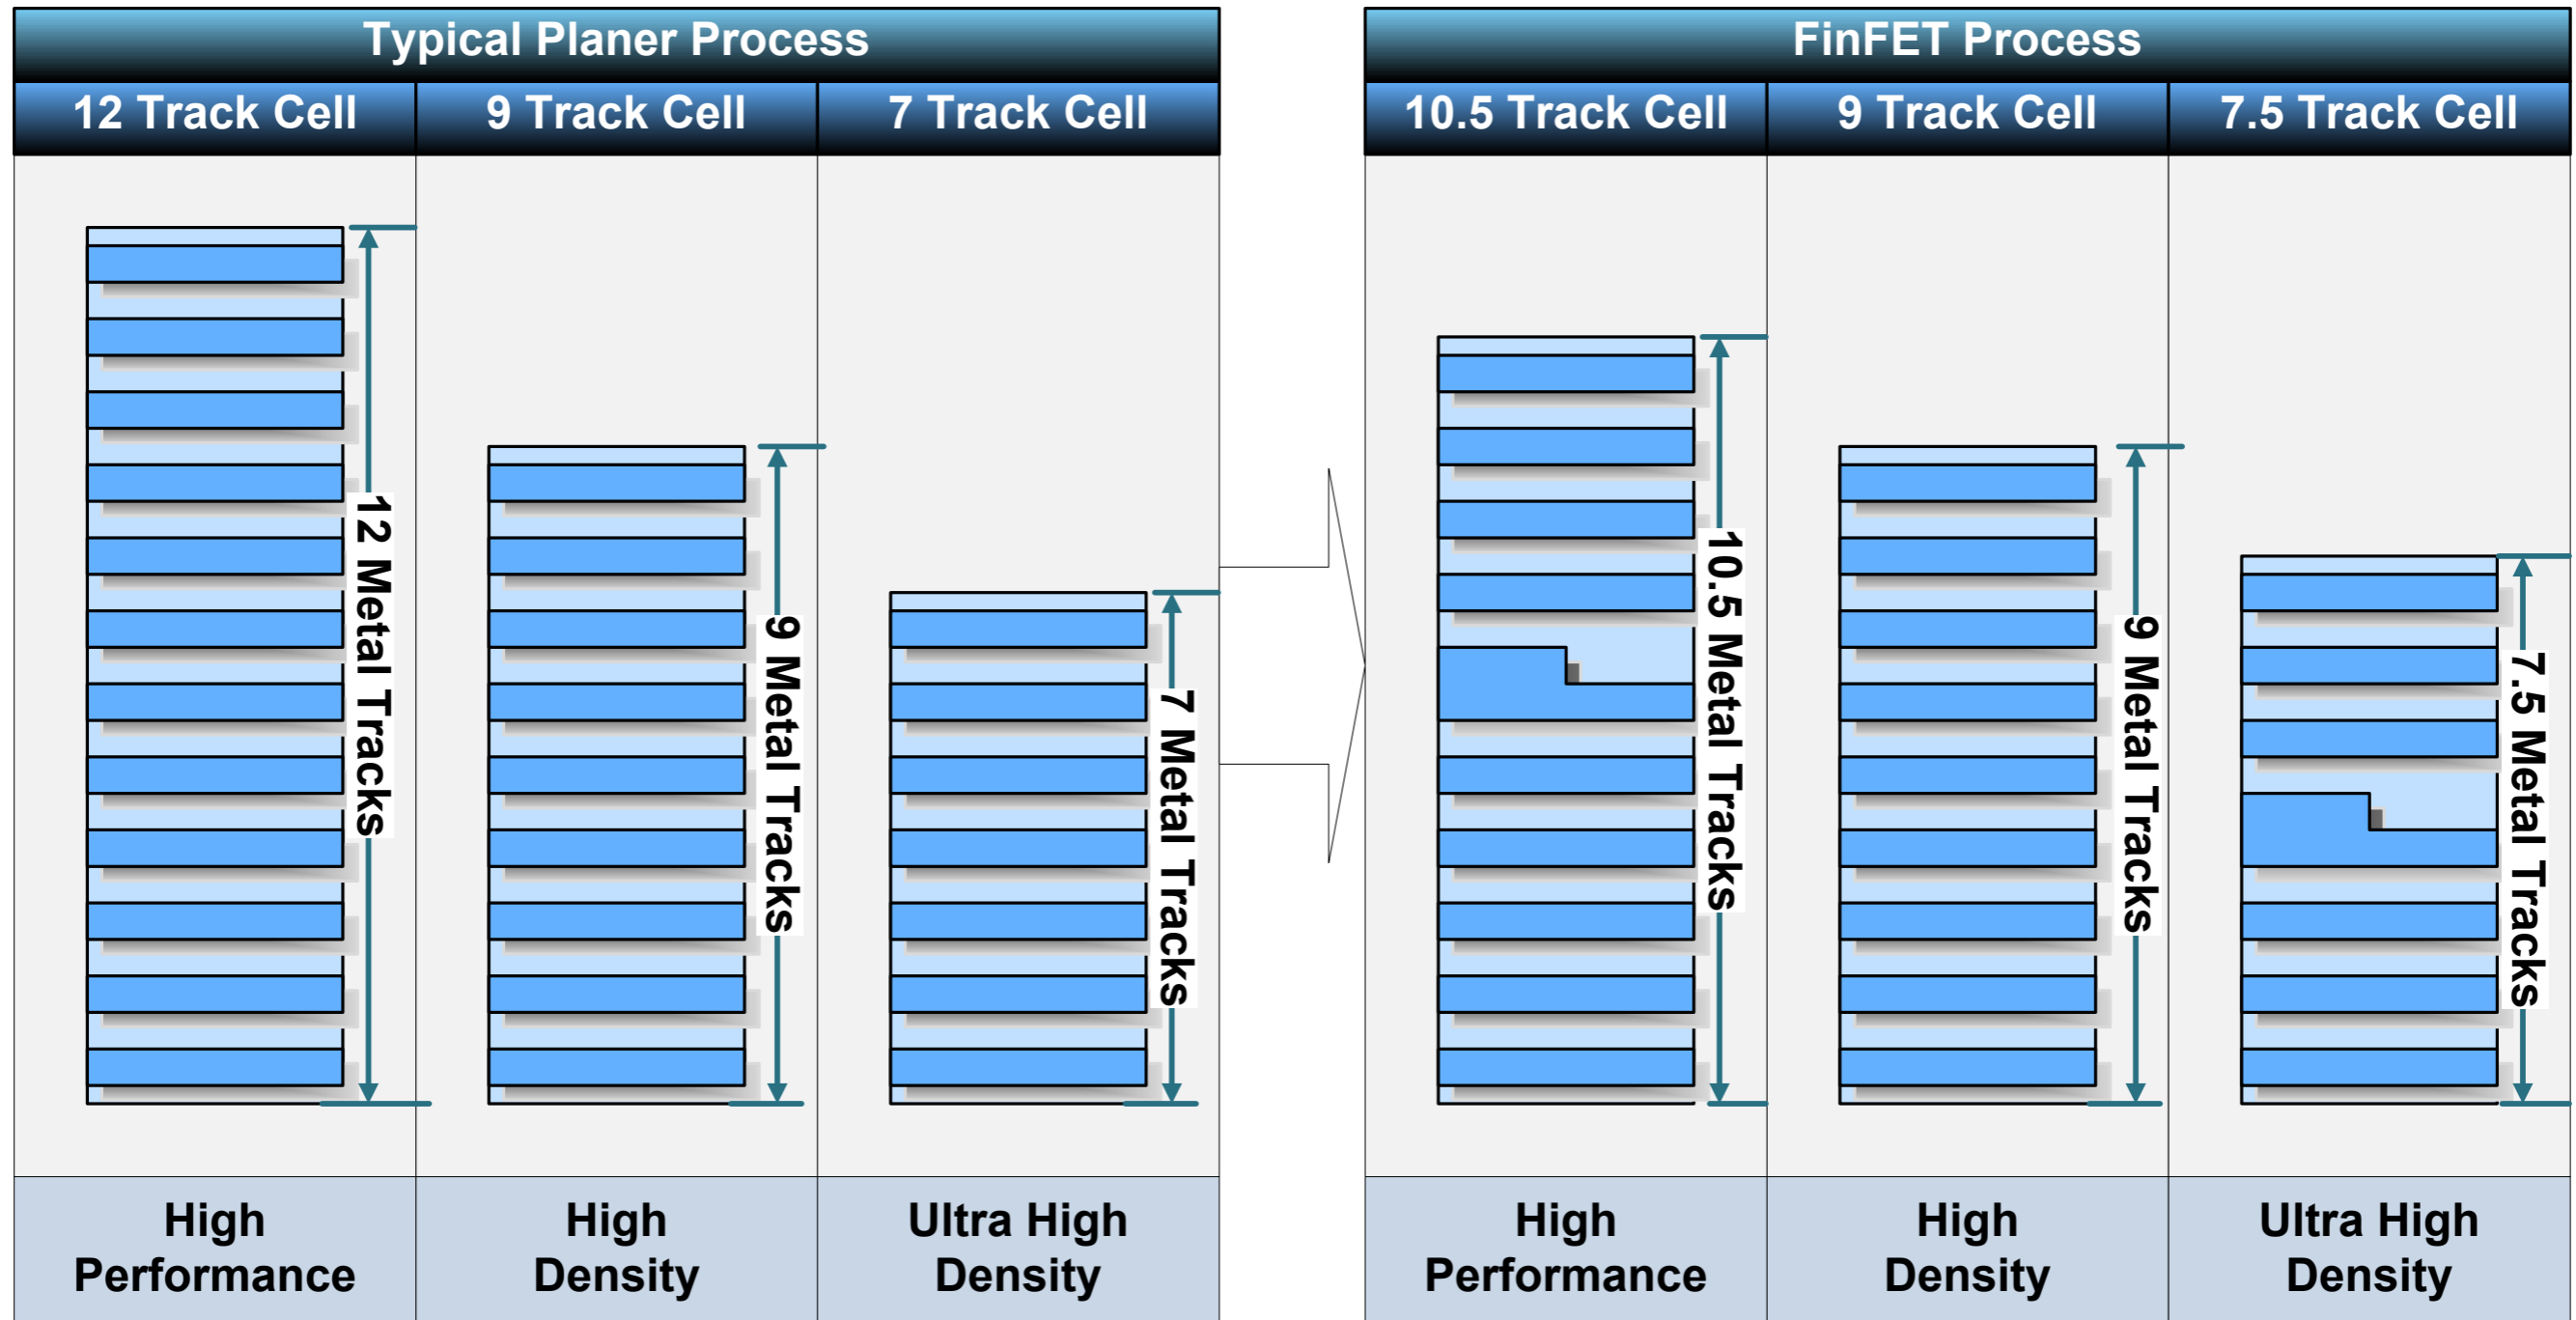 Typical Planer Process
12 Track Cell
9 Track Cell
7 Track Cell
12 Metal Tracks
9 Metal Tracks
7 Metal Tracks
High
Performance
High
Density
Ultra High
Density
FinFET Process
10.5 Track Cell
9 Track Cell
7.5 Track Cell
10.5 Metal Tracks
9 Metal Tracks
7.5 Metal Tracks
High
Performance
High
Density
Ultra High
Density